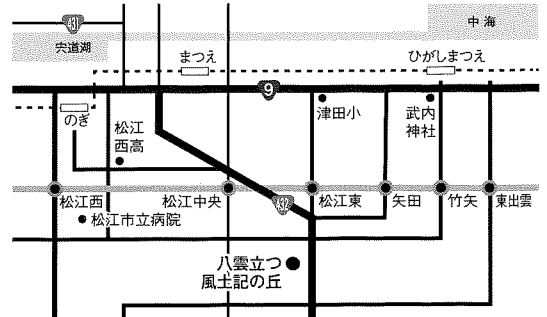 431
中海
宍道湖
まつえ
ひがしまつえ
9
のぎ
松江
西高
津田小
武内
神社
松江西
松江中央
松江東
矢田
竹矢
東出雲
432
松江市立病院
八雲立つ
風土記の丘